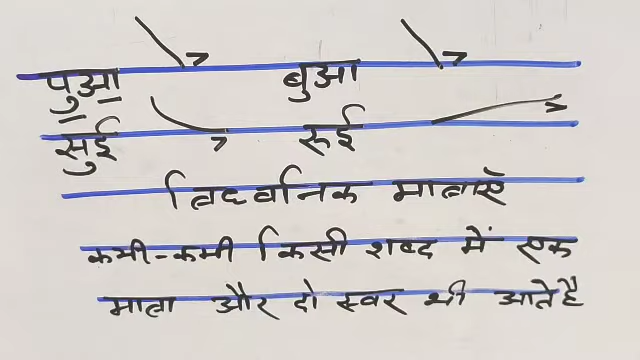 पुआ बुआ
सुई रुई
त्रिध्वनिक मात्राएँ
कभी-कभी किसी शब्द में एक
मात्रा और दो स्वर भी आते है